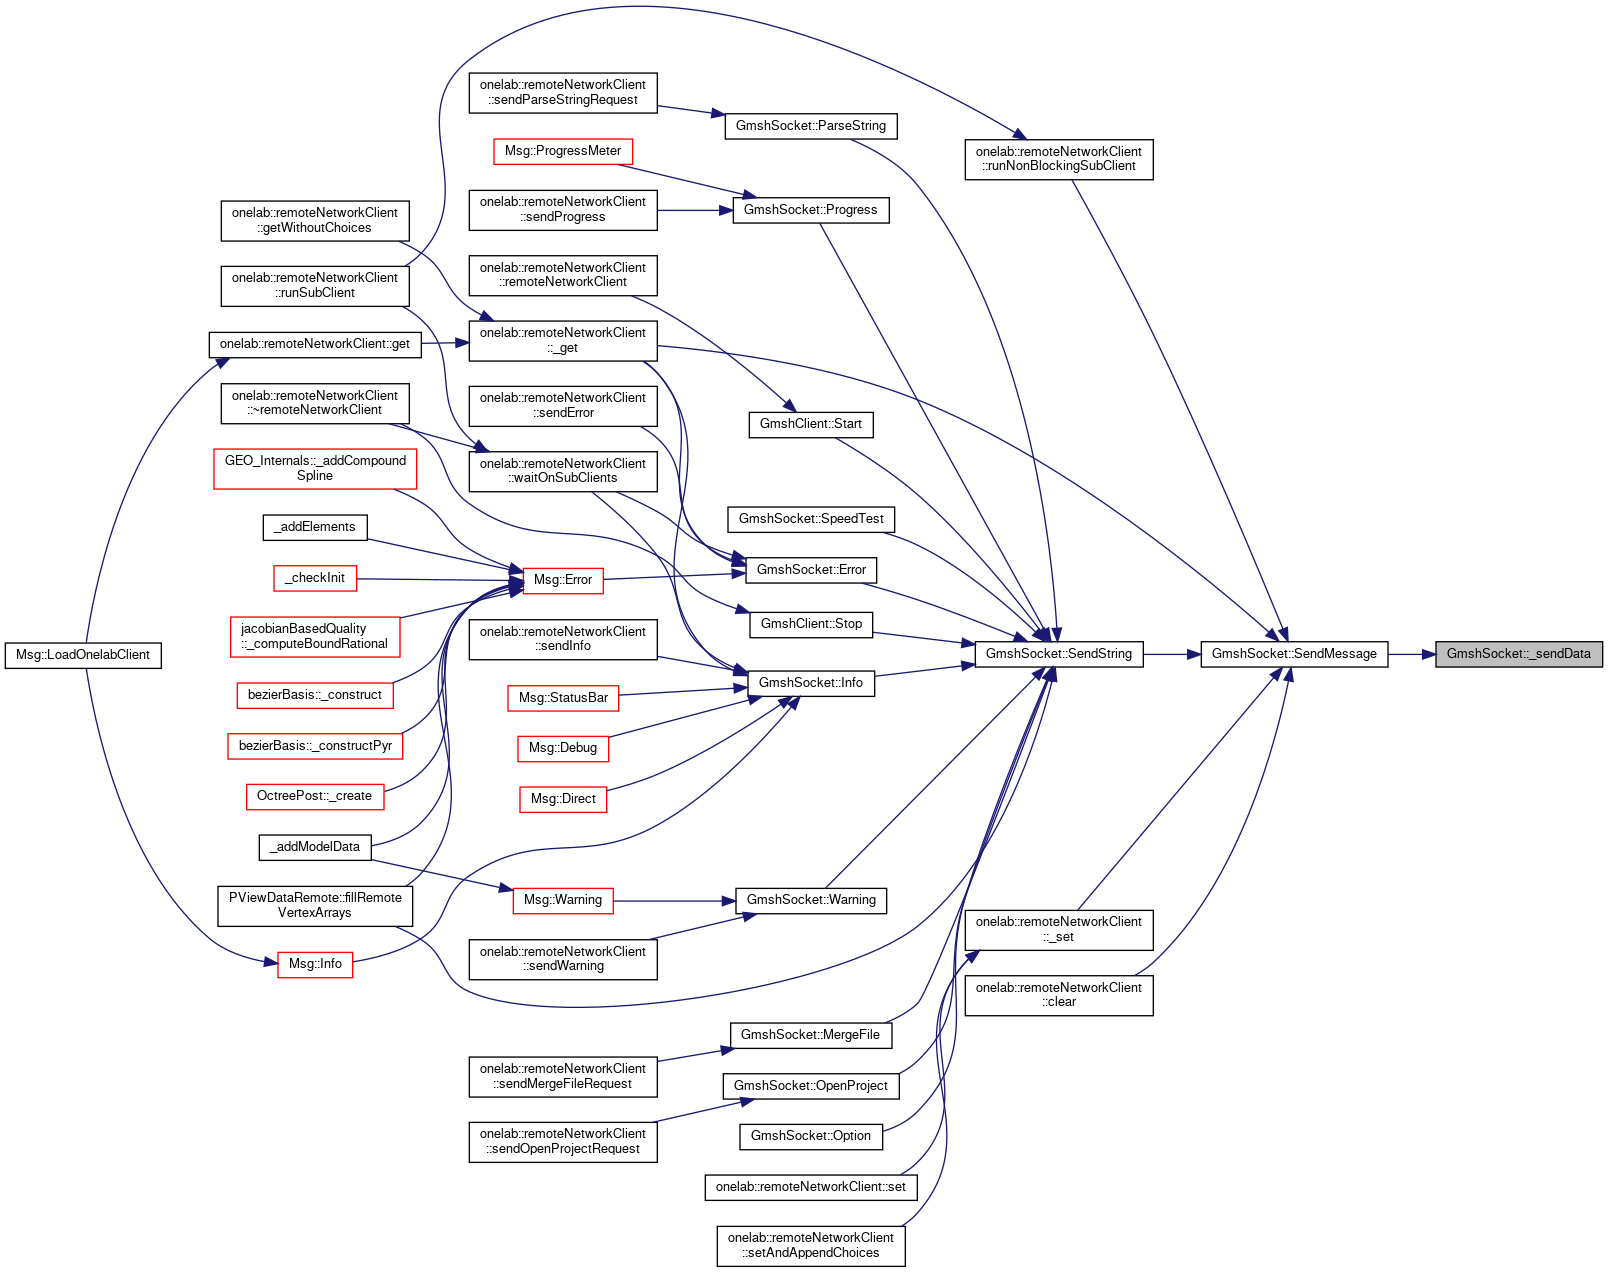 onelab::remoteNetworkClient
::sendParseStringRequest
GmshSocket::ParseString
Msg::ProgressMeter
onelab::remoteNetworkClient
::runNonBlockingSubClient
onelab::remoteNetworkClient
::sendProgress
GmshSocket::Progress
onelab::remoteNetworkClient
::getWithoutChoices
onelab::remoteNetworkClient
::remoteNetworkClient
onelab::remoteNetworkClient
::runSubClient
onelab::remoteNetworkClient
::_get
onelab::remoteNetworkClient::get
onelab::remoteNetworkClient
::~remoteNetworkClient
onelab::remoteNetworkClient
::sendError
GmshClient::Start
GEO_Internals::_addCompound
Spline
onelab::remoteNetworkClient
::waitOnSubClients
GmshSocket::SpeedTest
_addElements
GmshSocket::Error
_checkInit
Msg::Error
GmshClient::Stop
jacobianBasedQuality
::_computeBoundRational
onelab::remoteNetworkClient
::sendInfo
Msg::LoadOnelabClient
GmshSocket::SendString
GmshSocket::SendMessage
GmshSocket::_sendData
GmshSocket::Info
bezierBasis::_construct
Msg::StatusBar
bezierBasis::_constructPyr
Msg::Debug
OctreePost::_create
Msg::Direct
_addModelData
PViewDataRemote::fillRemote
VertexArrays
Msg::Warning
GmshSocket::Warning
onelab::remoteNetworkClient
::_set
Msg::Info
onelab::remoteNetworkClient
::sendWarning
onelab::remoteNetworkClient
::clear
GmshSocket::MergeFile
onelab::remoteNetworkClient
::sendMergeFileRequest
GmshSocket::OpenProject
onelab::remoteNetworkClient
::sendOpenProjectRequest
GmshSocket::Option
onelab::remoteNetworkClient::set
onelab::remoteNetworkClient
::setAndAppendChoices